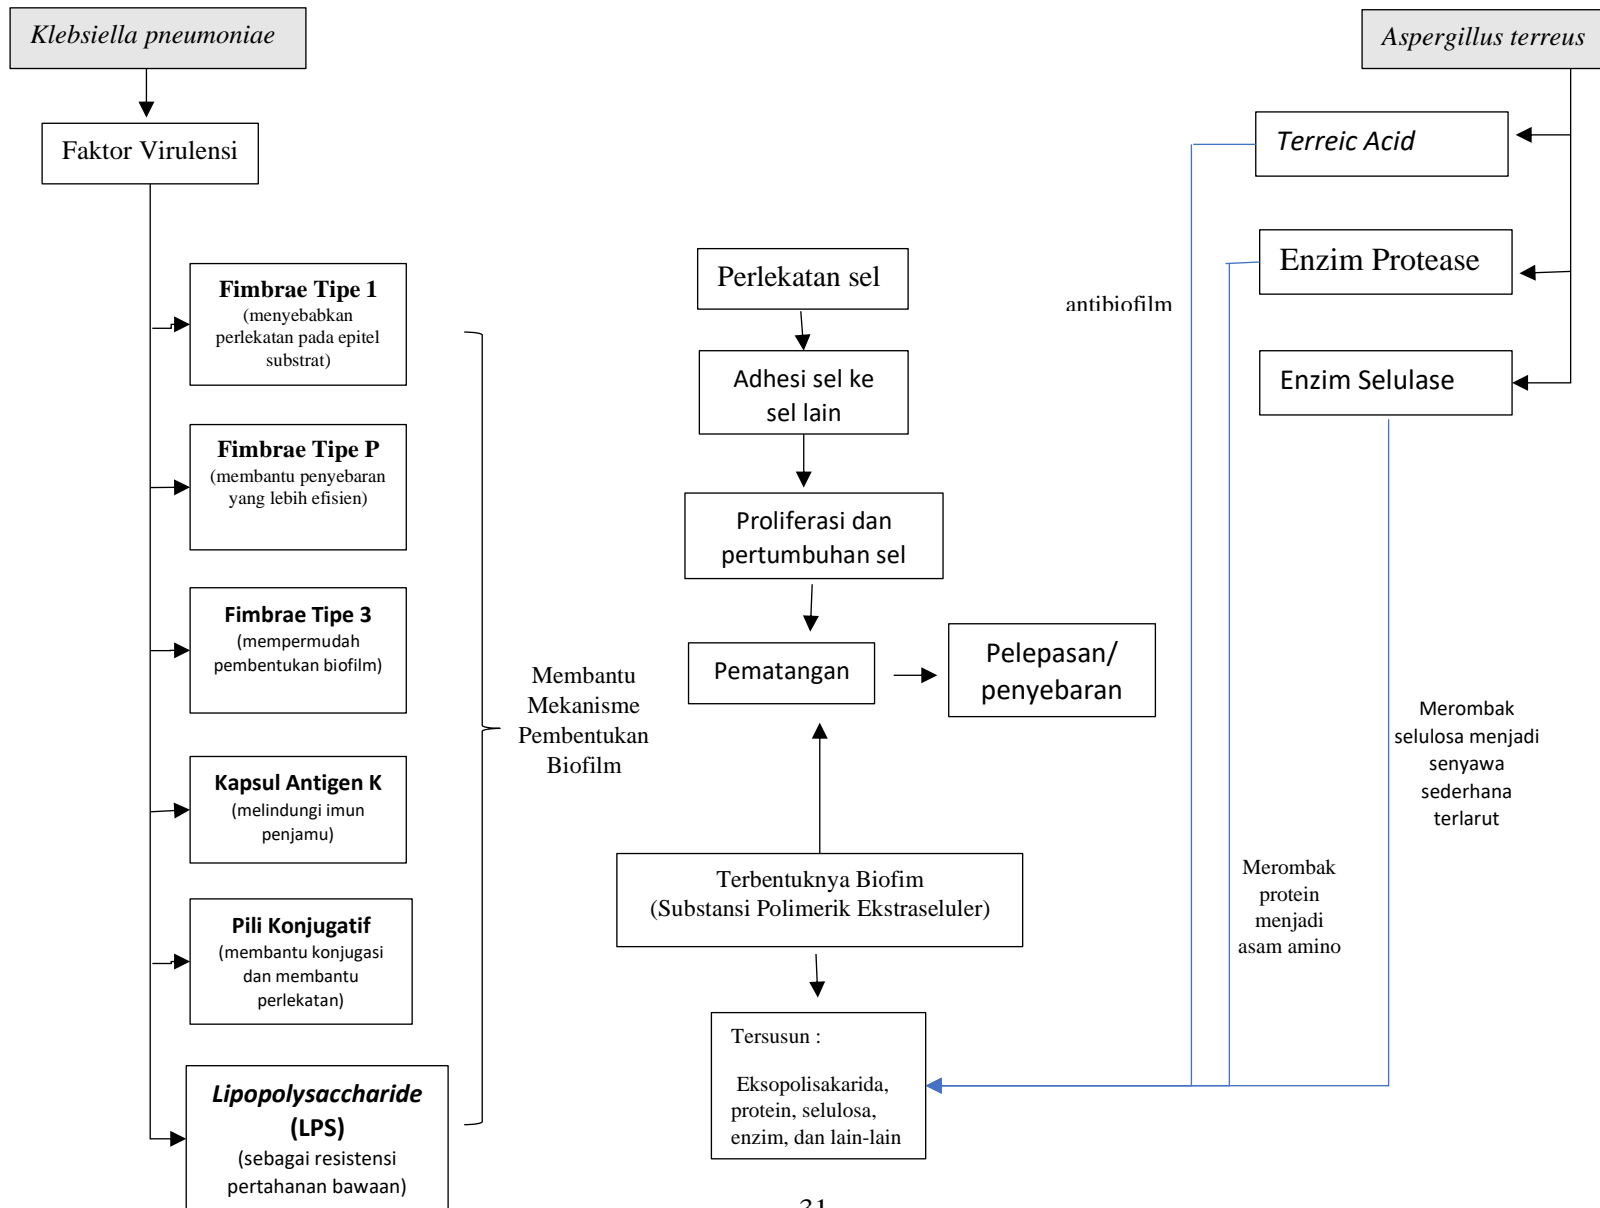 Klebsiella pneumoniae
Faktor Virulensi
Fimbrae Tipe 1
(menyebabkan
perlekatan pada epitel
substrat)
Fimbrae Tipe P
(membantu penyebaran
yang lebih efisien)
Fimbrae Tipe 3
(mempermudah
pembentukan biofilm)
Kapsul Antigen K
(melindungi imun
penjamu)
Pili Konjugatif
(membantu konjugasi
dan membantu
perlekatan)
Lipopolysaccharide
(LPS)
(sebagai resistensi
pertahanan bawaan)
Membantu
Mekanisme
Pembentukan
Biofilm
Perlekatan sel
Adhesi sel ke
sel lain
Proliferasi dan
pertumbuhan sel
Pematangan
Pelepasan/
penyebaran
Terbentuknya Biofim
(Substansi Polimerik Ekstraseluler)
Tersusun :
Eksopolisakarida,
protein, selulosa,
enzim, dan lain-lain
Aspergillus terreus
Terreic Acid
Enzim Protease
Enzim Selulase
antibiofilm
Merombak
protein
menjadi
asam amino
Merombak
selulosa menjadi
senyawa
sederhana
terlarut
31